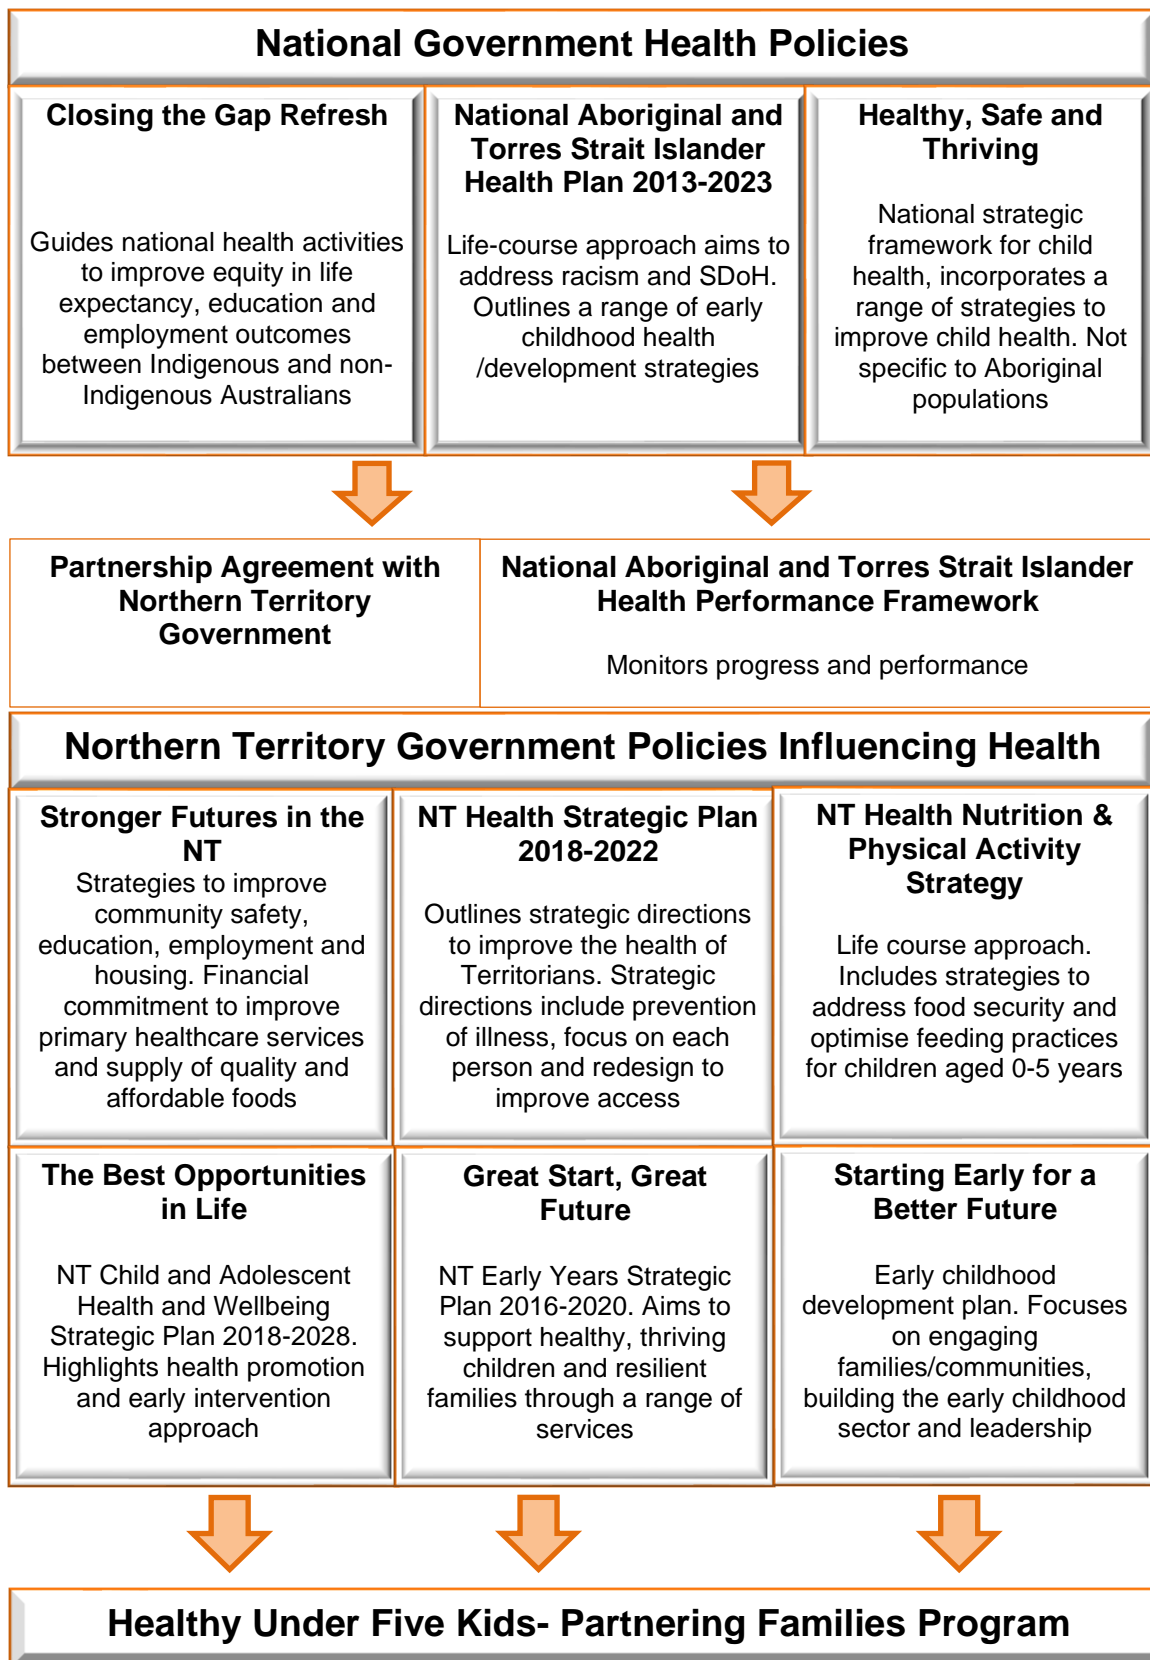 National Government Health Policies
Closing the Gap Refresh
Guides national health activities
to improve equity in life
expectancy, education and
employment outcomes
between Indigenous and non-
Indigenous Australians
National Aboriginal and
Torres Strait Islander
Health Plan 2013-2023
Life-course approach aims to
address racism and SDoH.
Outlines a range of early
childhood health
/development strategies
Healthy, Safe and
Thriving
National strategic
framework for child
health, incorporates a
range of strategies to
improve child health. Not
specific to Aboriginal
populations
Partnership Agreement with
Northern Territory
Government
National Aboriginal and Torres Strait Islander
Health Performance Framework
Monitors progress and performance
Northern Territory Government Policies Influencing Health
Stronger Futures in the
NT
Strategies to improve
community safety,
education, employment and
housing. Financial
commitment to improve
primary healthcare services
and supply of quality and
affordable foods
NT Health Strategic Plan
2018-2022
Outlines strategic directions
to improve the health of
Territorians. Strategic
directions include prevention
of illness, focus on each
person and redesign to
improve access
NT Health Nutrition &
Physical Activity
Strategy
Life course approach.
Includes strategies to
address food security and
optimise feeding practices
for children aged 0-5 years
The Best Opportunities
in Life
NT Child and Adolescent
Health and Wellbeing
Strategic Plan 2018-2028.
Highlights health promotion
and early intervention
approach
Great Start, Great
Future
NT Early Years Strategic
Plan 2016-2020. Aims to
support healthy, thriving
children and resilient
families through a range of
services
Starting Early for a
Better Future
Early childhood
development plan. Focuses
on engaging
families/communities,
building the early childhood
sector and leadership
Healthy Under Five Kids- Partnering Families Program